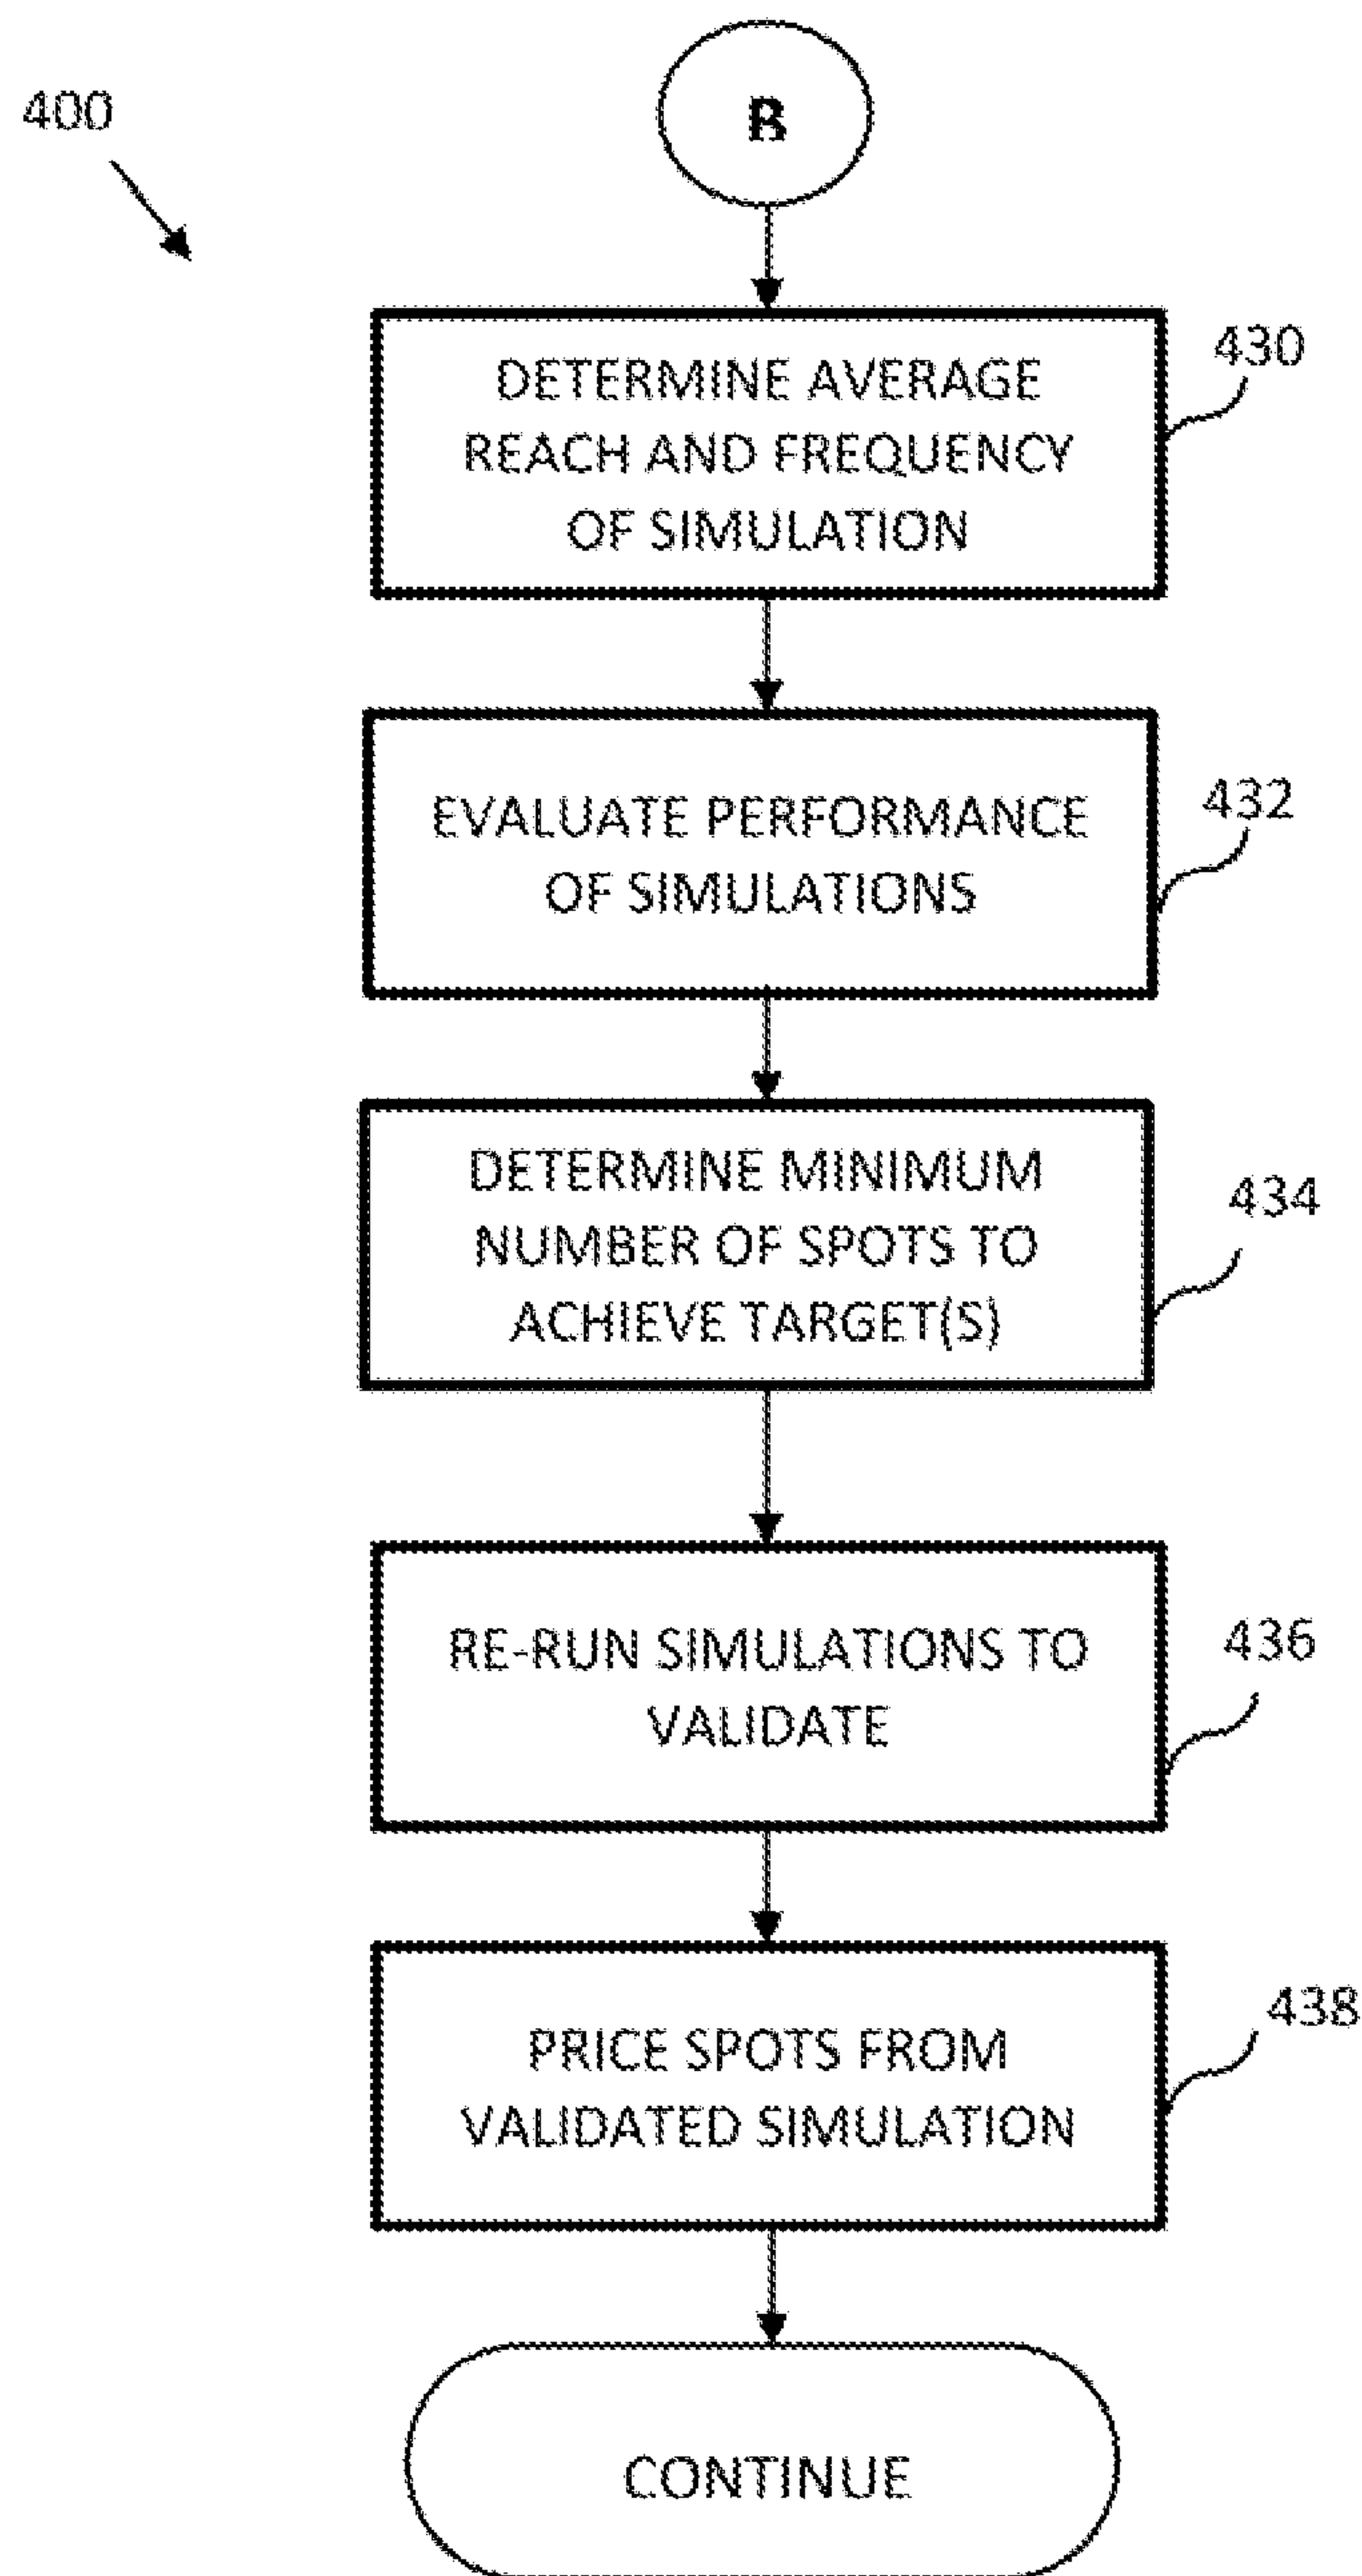 B
400
DETERMINE AVERAGE
REACH AND FREQUENCY
OF SIMULATION
430
EVALUATE PERFORMANCE
OF SIMULATIONS
432
DETERMINE MINIMUM
NUMBER OF SPOTS TO
ACHIEVE TARGET(S)
434
RE-RUN SIMULATIONS TO
VALIDATE
436
PRICE SPOTS FROM
VALIDATED SIMULATION
438
CONTINUE